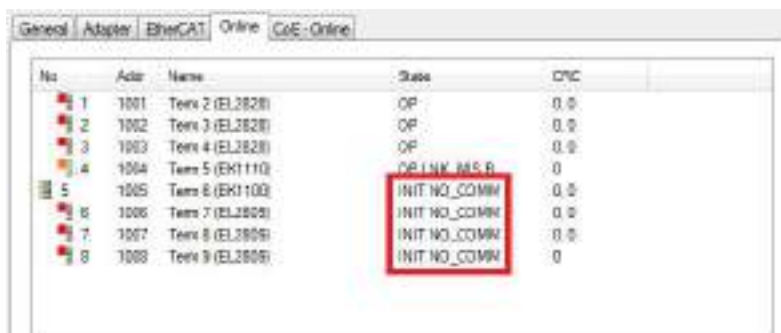 General Adapter EtherCAT Online CoE - Online
No Addr Name State CRC
1 1001 Term 2 (EL2828) OP 0, 0
2 1002 Term 3 (EL2828) OP 0, 0
3 1003 Term 4 (EL2828) OP 0, 0
4 1004 Term 5 (EK1110) OP LNK_MIS B 0
5 1005 Term 6 (EK1100) INIT NO_COMM 0, 0
6 1006 Term 7 (EL2809) INIT NO_COMM 0, 0
7 1007 Term 8 (EL2809) INIT NO_COMM 0, 0
8 1008 Term 9 (EL2809) INIT NO_COMM 0